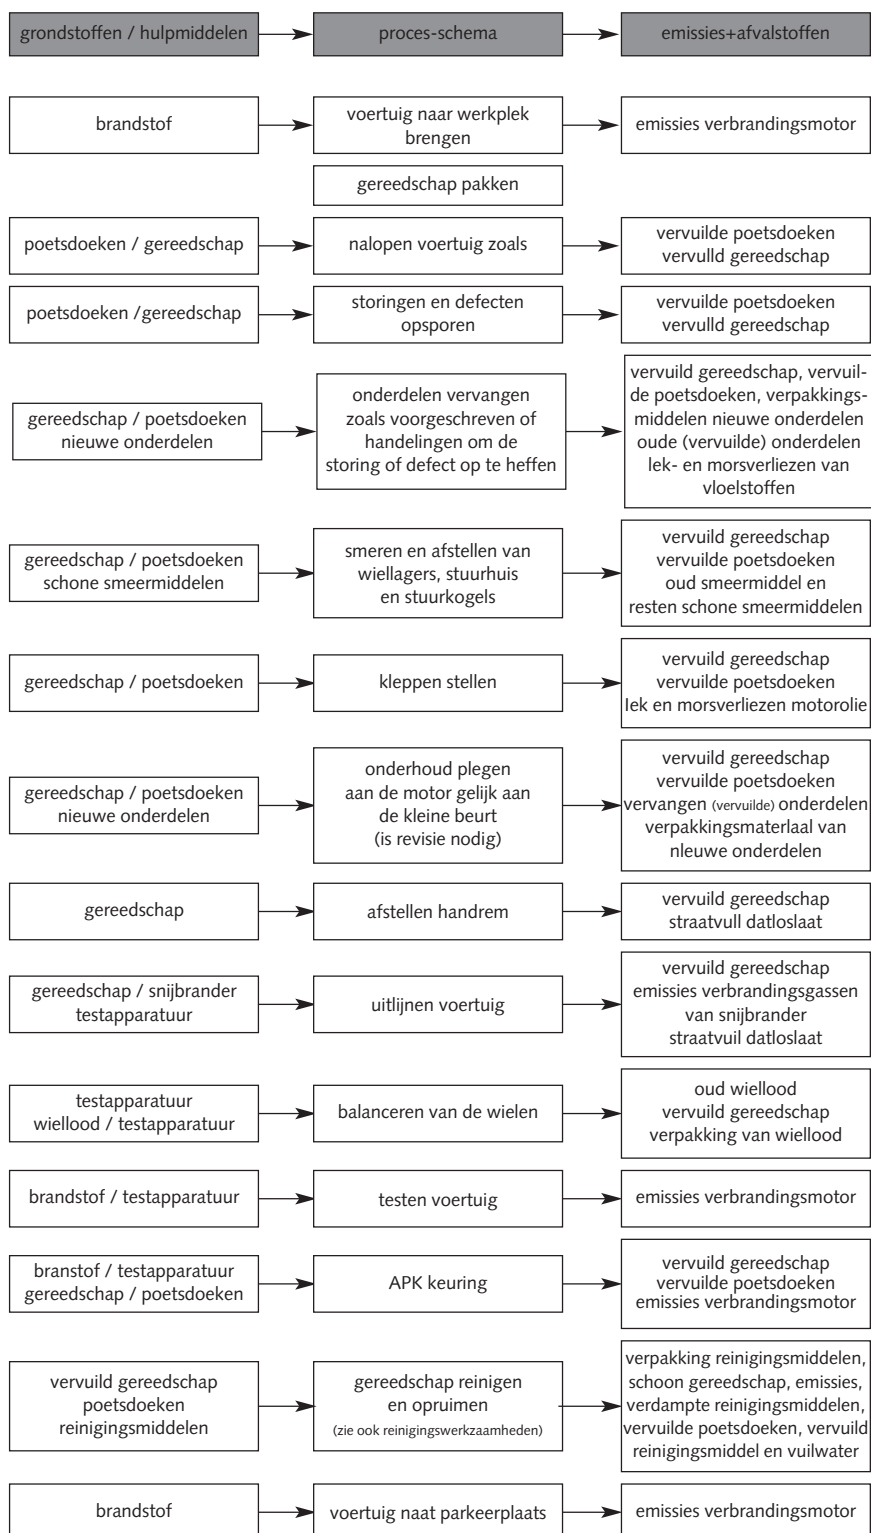 grondstoffen / hulpmiddelen
proces-schema
emissies+afvalstoffen
brandstof
voertuig naar werkplek
brengen
emissies verbrandingsmotor
gereedschap pakken
poetsdoeken / gereedschap
nalopen voertuig zoals
vervuilde poetsdoeken
vervulld gereedschap
poetsdoeken /gereedschap
storingen en defecten
opsporen
vervuilde poetsdoeken
vervulld gereedschap
gereedschap / poetsdoeken
nieuwe onderdelen
onderdelen vervangen
zoals voorgeschreven of
handelingen om de
storing of defect op te heffen
vervuild gereedschap, vervuil-
de poetsdoeken, verpakkings-
middelen nieuwe onderdelen
oude (vervuilde) onderdelen
lek- en morsverliezen van
vloelstoffen
gereedschap / poetsdoeken
schone smeermiddelen
smeren en afstellen van
wiellagers, stuurhuis
en stuurkogels
vervuild gereedschap
vervuilde poetsdoeken
oud smeermiddel en
resten schone smeermiddelen
gereedschap / poetsdoeken
kleppen stellen
vervuild gereedschap
vervuilde poetsdoeken
lek en morsverliezen motorolie
gereedschap / poetsdoeken
nieuwe onderdelen
onderhoud plegen
aan de motor gelijk aan
de kleine beurt
(is revisie nodig)
vervuild gereedschap
vervuilde poetsdoeken
vervangen (vervuilde) onderdelen
verpakkingsmaterlaal van
nleuwe onderdelen
gereedschap
afstellen handrem
vervuild gereedschap
straatvull datloslaat
gereedschap / snijbrander
testapparatuur
uitlijnen voertuig
vervuild gereedschap
emissies verbrandingsgassen
van snijbrander
straatvuil datloslaat
testapparatuur
wiellood / testapparatuur
balanceren van de wielen
oud wiellood
vervuild gereedschap
verpakking van wiellood
brandstof / testapparatuur
testen voertuig
emissies verbrandingsmotor
branstof / testapparatuur
gereedschap / poetsdoeken
APK keuring
vervuild gereedschap
vervuilde poetsdoeken
emissies verbrandingsmotor
vervuild gereedschap
poetsdoeken
reinigingsmiddelen
gereedschap reinigen
en opruimen
(zie ook reinigingswerkzaamheden)
verpakking reinigingsmiddelen,
schoon gereedschap, emissies,
verdampte reinigingsmiddelen,
vervuilde poetsdoeken, vervuild
reinigingsmiddel en vuilwater
brandstof
voertuig naat parkeerplaats
emissies verbrandingsmotor